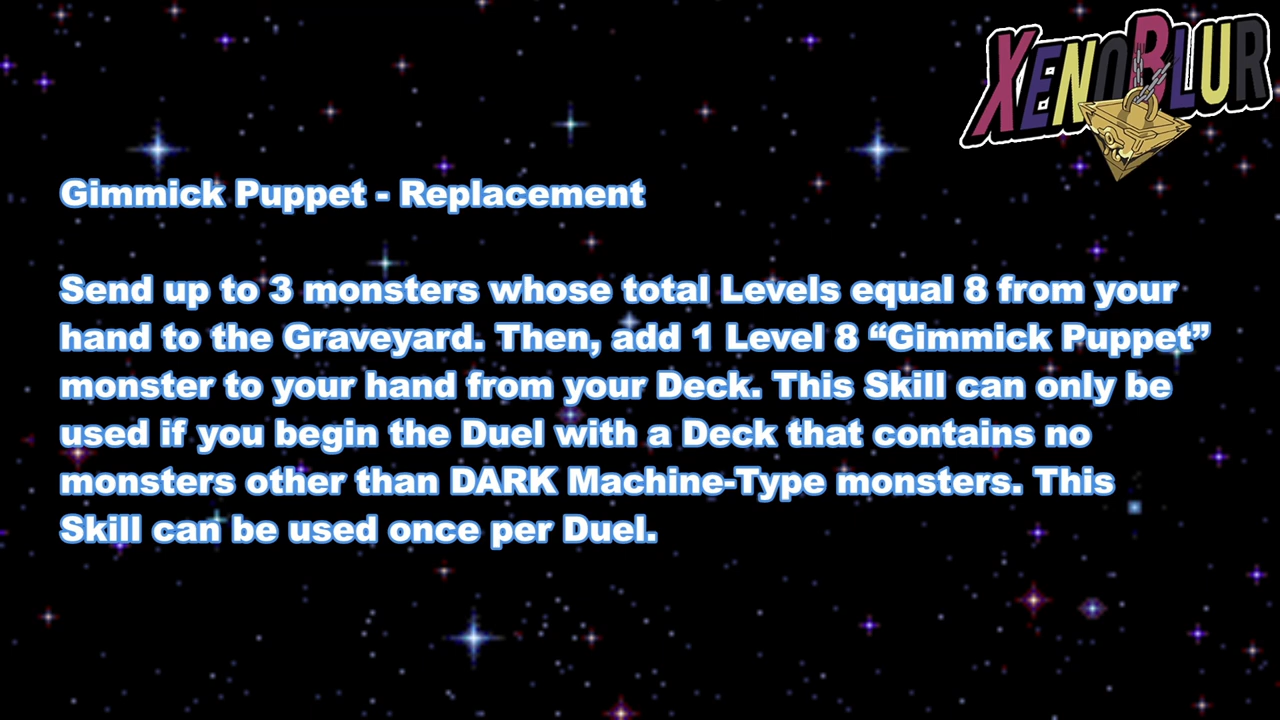 XENOBLUR
Gimmick Puppet - Replacement
Send up to 3 monsters whose total Levels equal 8 from your
hand to the Graveyard. Then, add 1 Level 8 “Gimmick Puppet”
monster to your hand from your Deck. This Skill can only be
used if you begin the Duel with a Deck that contains no
monsters other than DARK Machine-Type monsters. This
Skill can be used once per Duel.